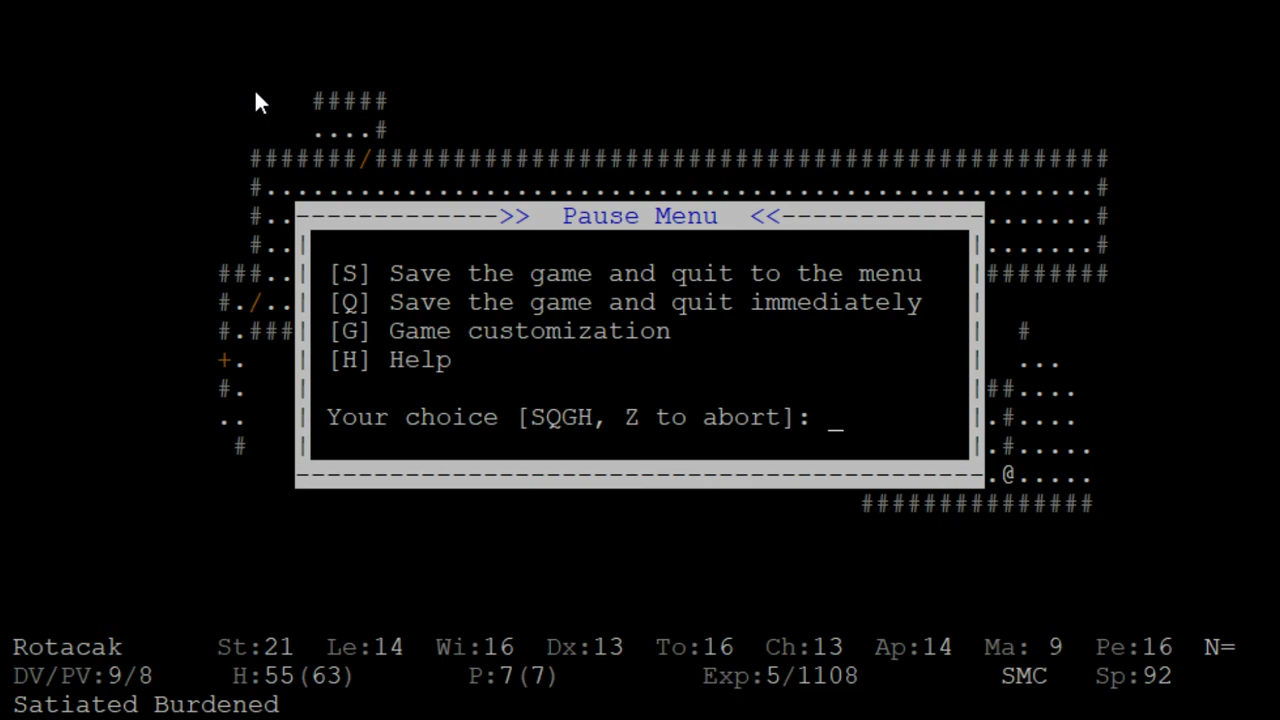 #####
....#
#######/###############################################
#.....................................................#
#..------------->>  Pause Menu  <<-------------.......#
#..| |.......#
###..| [S] Save the game and quit to the menu |########
#./..| [Q] Save the game and quit immediately |
#.###| [G] Game customization | #
+. | [H] Help | ...
#. | |##....
.. | Your choice [SQGH, Z to abort]: _ |.#....
# | |.#.....
--------------------------------------------.@.....
###############
Rotacak St:21 Le:14 Wi:16 Dx:13 To:16 Ch:13 Ap:14 Ma: 9 Pe:16 N=
DV/PV:9/8 H:55(63) P:7(7) Exp:5/1108 SMC Sp:92
Satiated Burdened